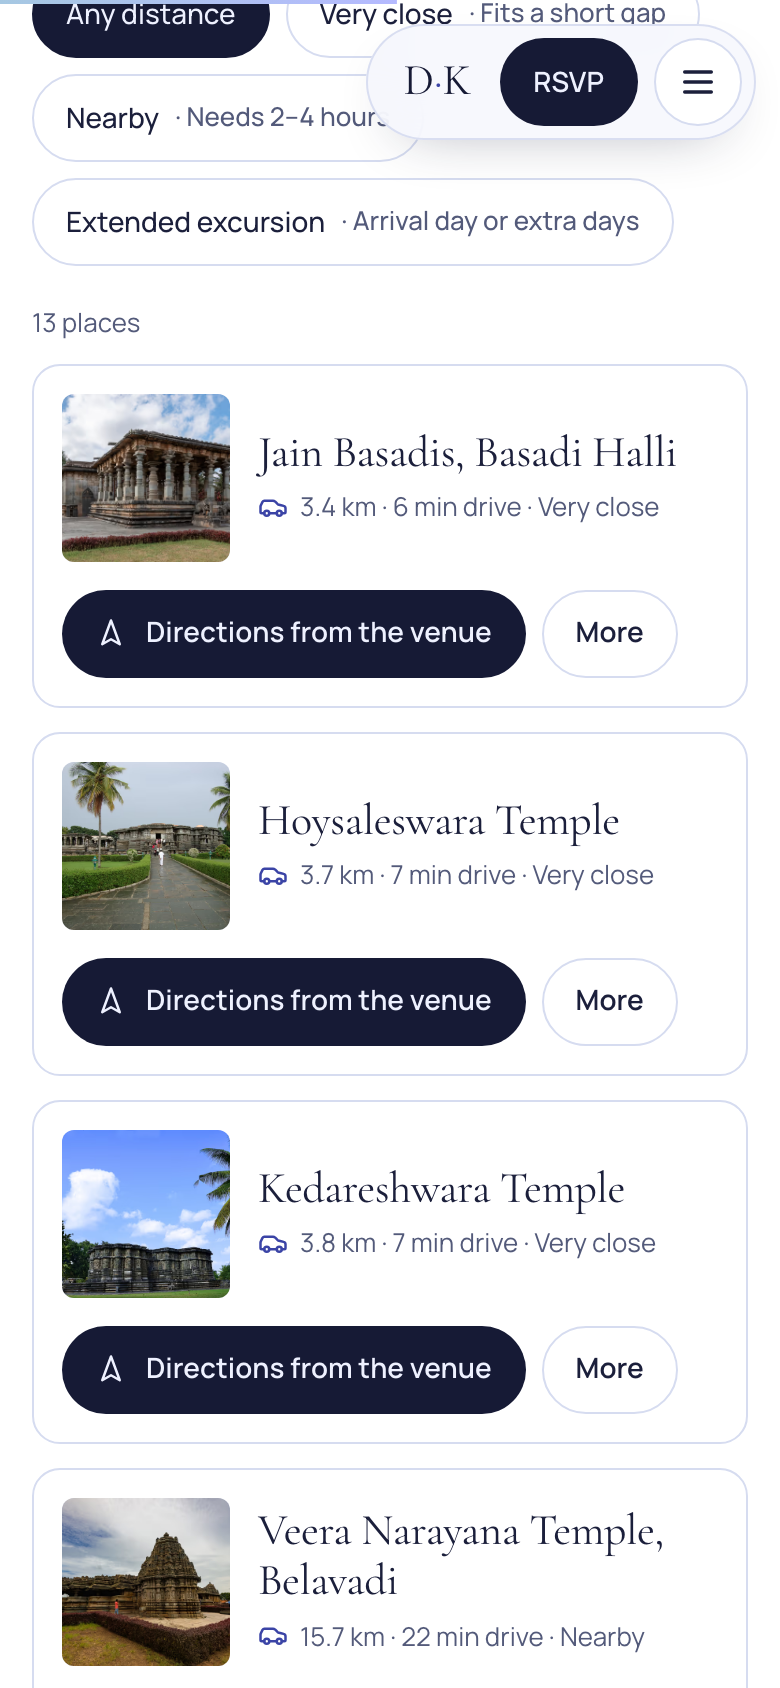 Any distance
Very close · Fits a short gap
D·K
RSVP
Nearby · Needs 2–4 hours
Extended excursion · Arrival day or extra days
13 places
Jain Basadis, Basadi Halli
3.4 km · 6 min drive · Very close
Directions from the venue
More
Hoysaleswara Temple
3.7 km · 7 min drive · Very close
Directions from the venue
More
Kedareshwara Temple
3.8 km · 7 min drive · Very close
Directions from the venue
More
Veera Narayana Temple,
Belavadi
15.7 km · 22 min drive · Nearby